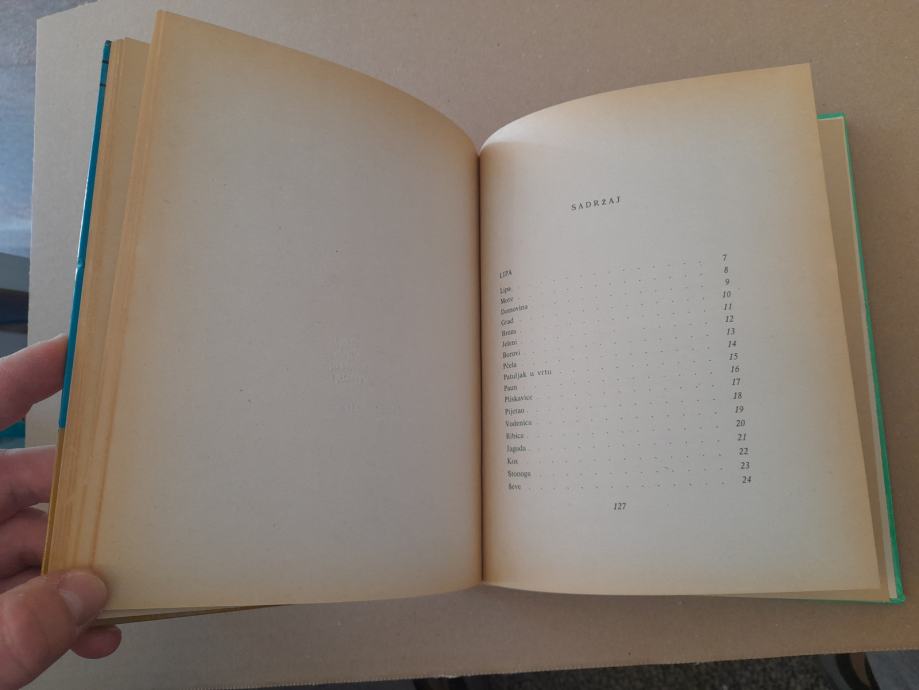 SADRŽAJ
LIPA
Lipa . . . . . . . . . . . . 7
More . . . . . . . . . . . . 8
Domovina . . . . . . . . . . . . 9
Grad . . . . . . . . . . . . 10
Breza . . . . . . . . . . . . 11
Jeleni . . . . . . . . . . . . 12
Borovi . . . . . . . . . . . . 13
Pčela . . . . . . . . . . . . 14
Patuljak u vrtu . . . . . . . . . . . . 15
Paun . . . . . . . . . . . . 16
Pliskavice . . . . . . . . . . . . 17
Pijetao . . . . . . . . . . . . 18
Vodenica . . . . . . . . . . . . 19
Ribica . . . . . . . . . . . . 20
Jagoda . . . . . . . . . . . . 21
Kos . . . . . . . . . . . . 22
Stonoga . . . . . . . . . . . . 23
Ševe . . . . . . . . . . . . 24
127